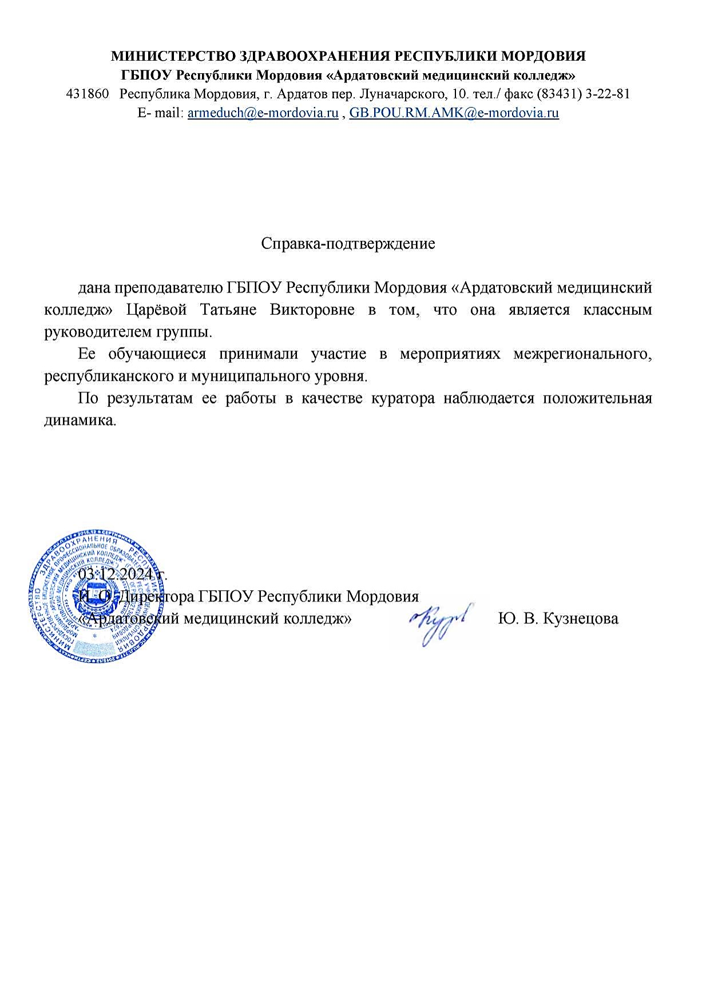 МИНИСТЕРСТВО ЗДРАВООХРАНЕНИЯ РЕСПУБЛИКИ МОРДОВИЯ
ГБПОУ Республики Мордовия «Ардатовский медицинский колледж»
431860 Республика Мордовия, г. Ардатов пер. Луначарского, 10. тел./ факс (83431) 3-22-81
E- mail: armeduch@e-mordovia.ru , GB.POU.RM.AMK@e-mordovia.ru
Справка-подтверждение
дана преподавателю ГБПОУ Республики Мордовия «Ардатовский медицинский
колледж» Царёвой Татьяне Викторовне в том, что она является классным
руководителем группы.
Ее обучающиеся принимали участие в мероприятиях межрегионального,
республиканского и муниципального уровня.
По результатам ее работы в качестве куратора наблюдается положительная
динамика.
МИНИСТЕРСТВО ЗДРАВООХРАНЕНИЯ РЕСПУБЛИКИ МОРДОВИЯ
03.12.2024 г.
И. О. Директора ГБПОУ Республики Мордовия
«Ардатовский медицинский колледж» Ю. В. Кузнецова